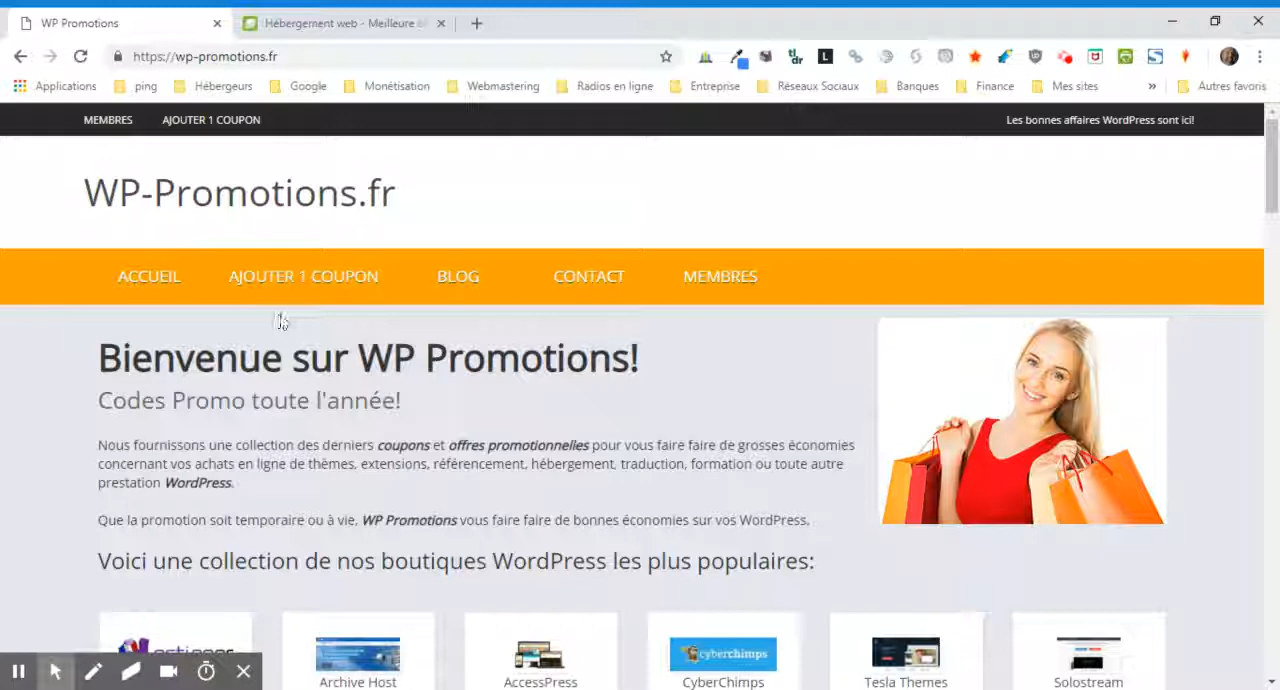 WP Promotions
Hébergement web - Meilleure
https://wp-promotions.fr
Applications ping Hébergeurs Google Monétisation Webmastering Radios en ligne Entreprise Réseaux Sociaux Banques Finance Mes sites » Autres favoris
MEMBRES AJOUTER 1 COUPON Les bonnes affaires WordPress sont ici!
WP-Promotions.fr
ACCUEIL AJOUTER 1 COUPON BLOG CONTACT MEMBRES
Bienvenue sur WP Promotions!
Codes Promo toute l'année!
Nous fournissons une collection des derniers coupons et offres promotionnelles pour vous faire faire de grosses économies
concernant vos achats en ligne de thèmes, extensions, référencement, hébergement, traduction, formation ou toute autre
prestation WordPress.
Que la promotion soit temporaire ou à vie, WP Promotions vous faire faire de bonnes économies sur vos WordPress.
Voici une collection de nos boutiques WordPress les plus populaires:
cyberchimps
Archive Host AccessPress CyberChimps Tesla Themes Solostream